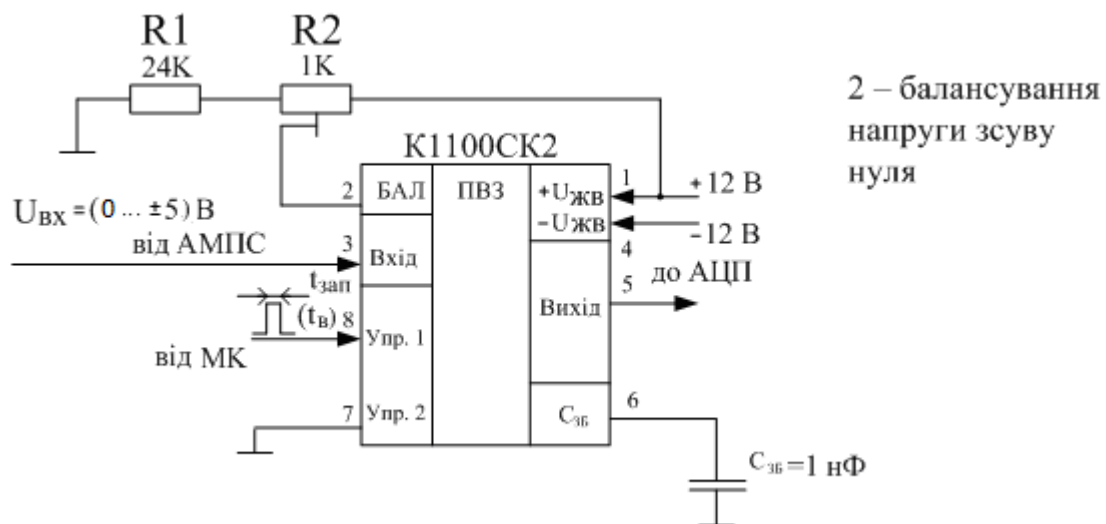 R1
24K
R2
1K
2 – балансування
напруги зсуву
нуля
К1100СК2
2
БАЛ
ПВЗ
+Uжв
1
+12 В
Uвх =(0 ... ±5) В
−Uжв
−12 В
від АМПС
3
Вхід
4
до АЦП
5
tзап
Вихід
(tв)
8
Упр. 1
від МК
7
Упр. 2
Cзб
6
Cзб =1 нФ